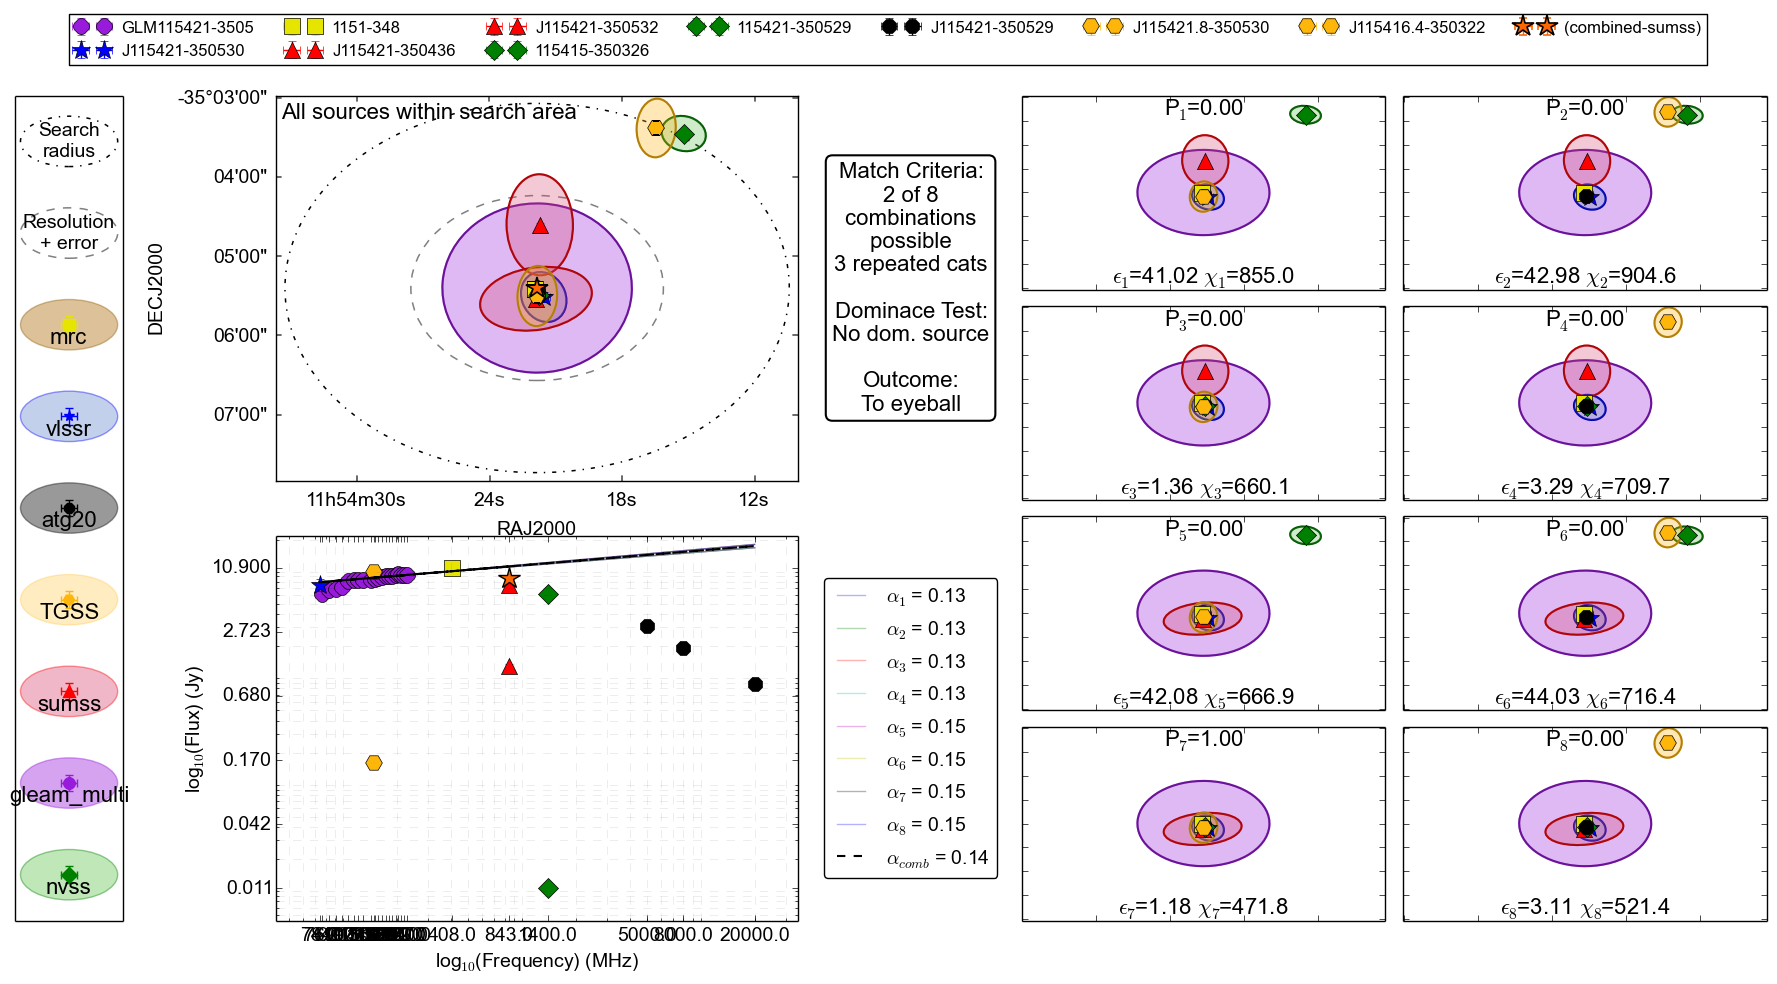 GLM115421-3505 1151-348 J115421-350532 115421-350529 J115421-350529 J115421.8-350530 J115416.4-350322 (combined-sumss)
J115421-350530 J115421-350436 115415-350326
Search
radius
Resolution
+ error
mrc
vlssr
atg20
TGSS
sumss
gleam_multi
nvss
All sources within search area
-35°03'00"
04'00"
05'00"
06'00"
07'00"
DECJ2000
11h54m30s 24s 18s 12s
RAJ2000
Match Criteria:
2 of 8
combinations
possible
3 repeated cats
Dominace Test:
No dom. source
Outcome:
To eyeball
10.900
2.723
0.680
0.170
0.042
0.011
log10(Flux) (Jy)
408.0 843.0 1400.0 5000.0 8000.0 20000.0
log10(Frequency) (MHz)
α1 = 0.13
α2 = 0.13
α3 = 0.13
α4 = 0.13
α5 = 0.15
α6 = 0.15
α7 = 0.15
α8 = 0.15
αcomb = 0.14
P1=0.00
ϵ1=41.02 χ1=855.0
P2=0.00
ϵ2=42.98 χ2=904.6
P3=0.00
ϵ3=1.36 χ3=660.1
P4=0.00
ϵ4=3.29 χ4=709.7
P5=0.00
ϵ5=42.08 χ5=666.9
P6=0.00
ϵ6=44.03 χ6=716.4
P7=1.00
ϵ7=1.18 χ7=471.8
P8=0.00
ϵ8=3.11 χ8=521.4